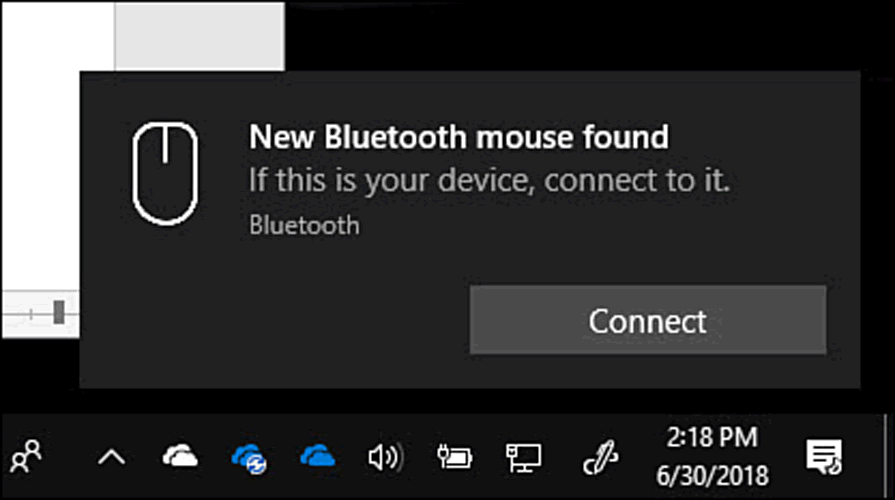 New Bluetooth mouse found
If this is your device, connect to it.
Bluetooth
Connect
2:18 PM
6/30/2018